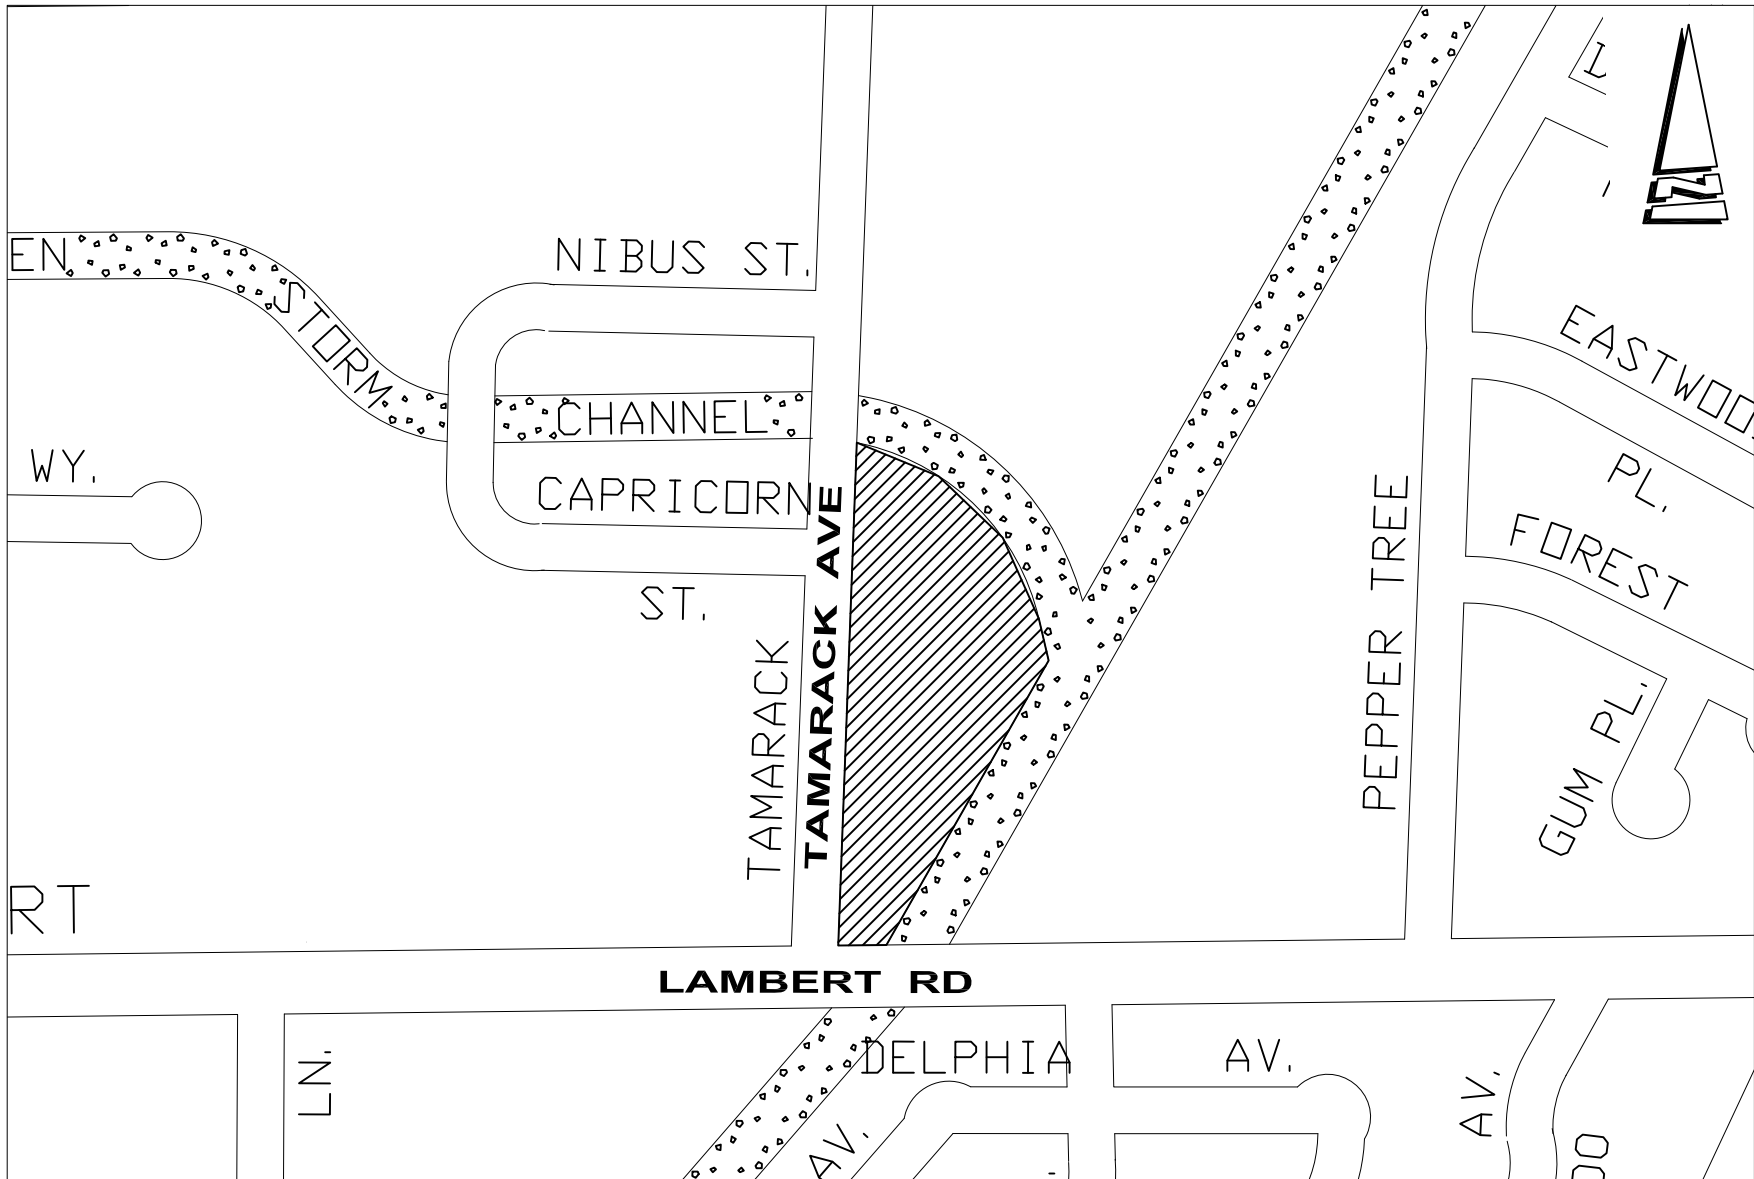 N
EN
STORM
CHANNEL
NIBUS ST.
CAPRICORN
ST.
WY.
TAMARACK
TAMARACK AVE
PEPPER TREE
EASTWOO
PL.
FOREST
GUM PL.
RT
LAMBERT RD
LN.
DELPHIA AV.
AV.
AV.
OO